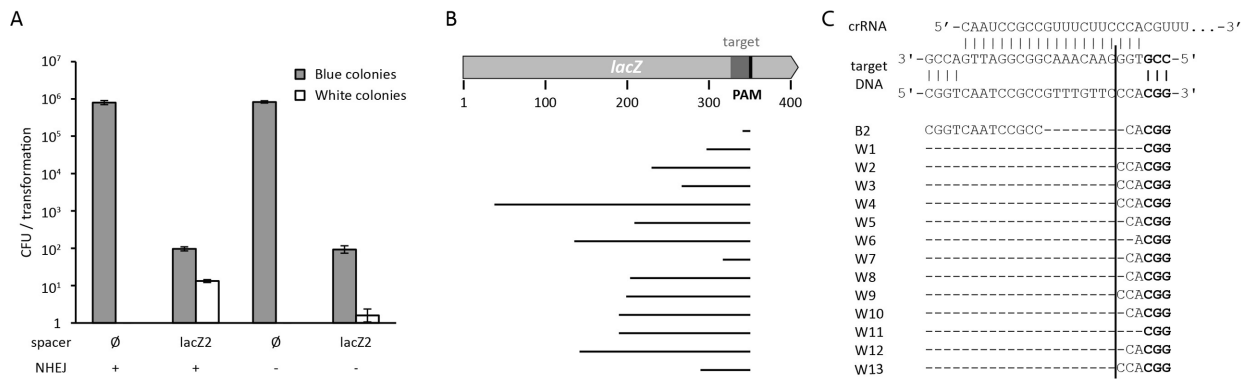 A
CFU / transformation
10⁷
10⁶
10⁵
10⁴
10³
10²
10¹
1
Blue colonies
White colonies
spacer Ø lacZ2 Ø lacZ2
NHEJ + + - -
B
target
lacZ
1 100 200 300 PAM 400
C
crRNA 5’-CAAUCCGCCGUUUCUUCCCACGUUU...-3’
target DNA
3'-GCCAGTTAGGCGGCAAACAAGGGTGCC-5'
5'-CGGTCAATCCGCCGTTTGTTCCCACGG-3'
B2 CGGTCAATCCGCC---------CACGG
W1 ------------------------CGG
W2 ---------------------CCACGG
W3 ---------------------CCACGG
W4 ---------------------CCACGG
W5 ----------------------CACGG
W6 -----------------------ACGG
W7 ----------------------CACGG
W8 ----------------------CACGG
W9 ---------------------CCACGG
W10 ----------------------CACGG
W11 ------------------------CGG
W12 ----------------------CACGG
W13 ---------------------CCACGG